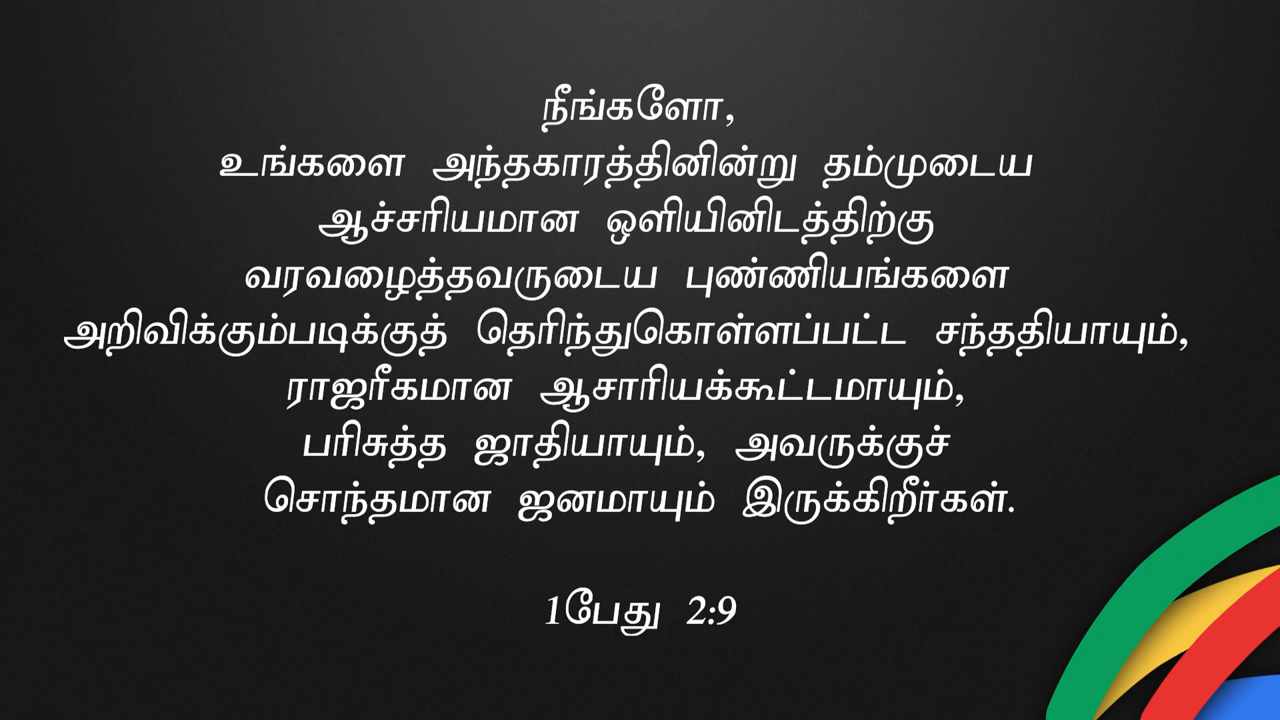 நீங்களோ,
உங்களை அந்தகாரத்தினின்று தம்முடைய
ஆச்சரியமான ஒளியினிடத்திற்கு
வரவழைத்தவருடைய புண்ணியங்களை
அறிவிக்கும்படிக்குத் தெரிந்துகொள்ளப்பட்ட சந்ததியாயும்,
ராஜரீகமான ஆசாரியக்கூட்டமாயும்,
பரிசுத்த ஜாதியாயும், அவருக்குச்
சொந்தமான ஜனமாயும் இருக்கிறீர்கள்.
1பேது 2:9